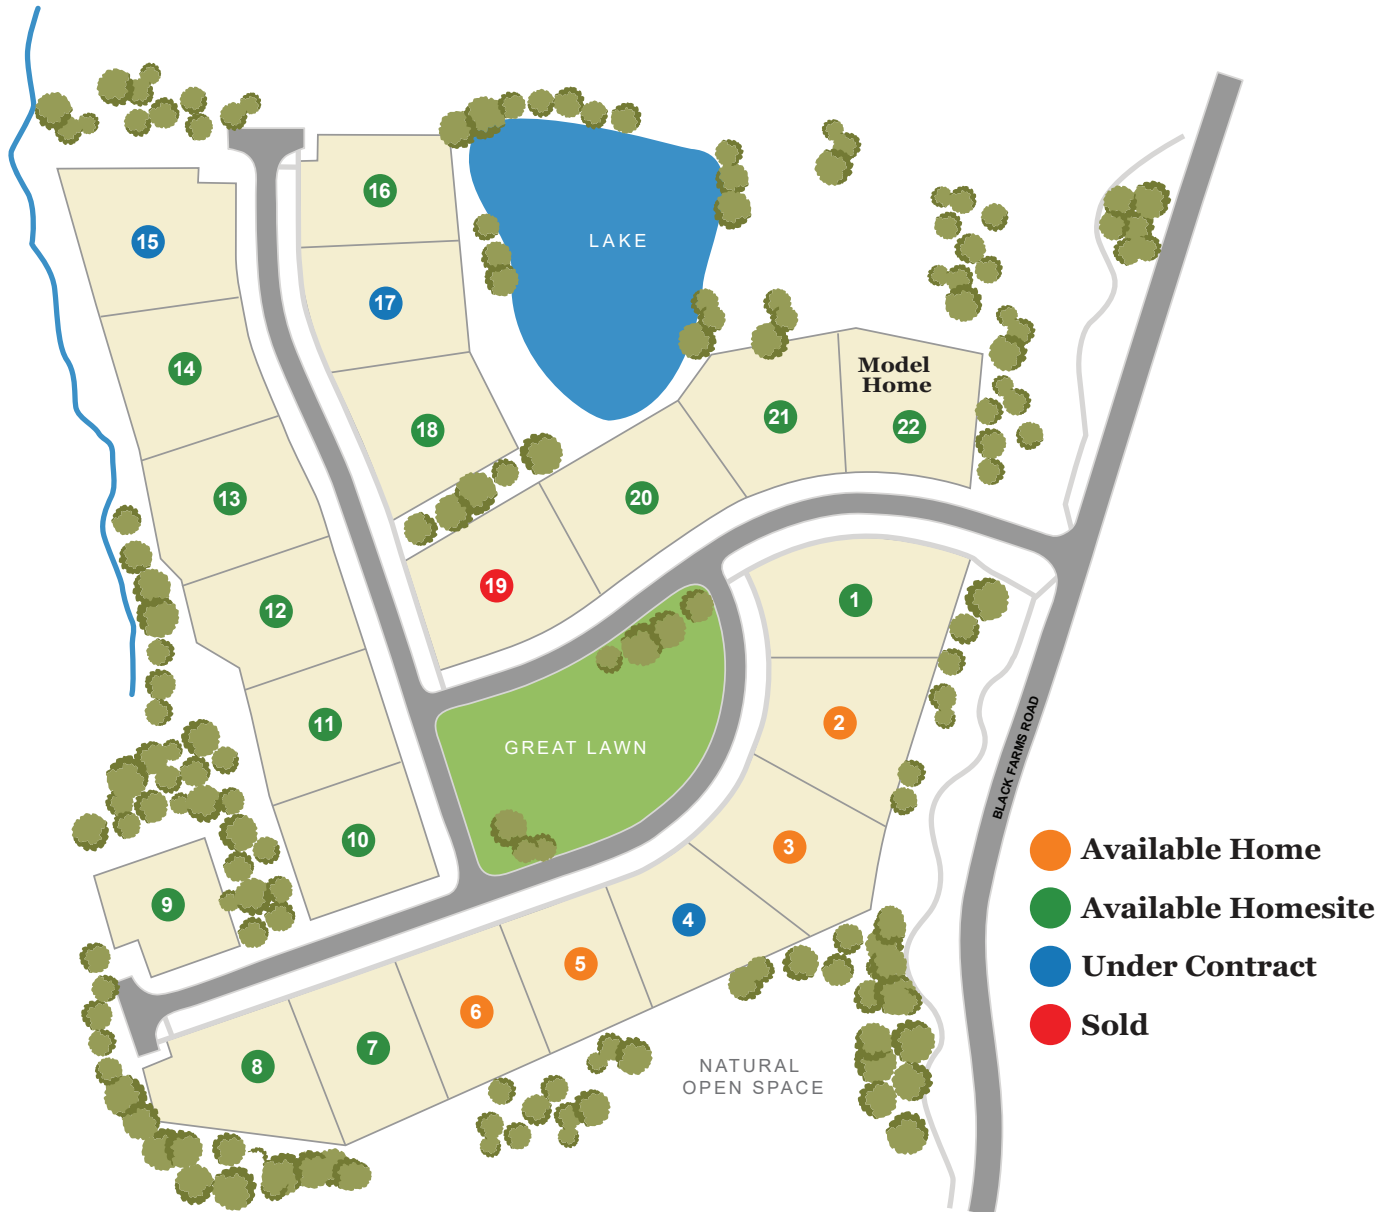 16
15
LAKE
17
14
Model
Home
18
21
22
13
20
19
1
12
2
11
GREAT LAWN
BLACK FARMS ROAD
10
3
Available Home
9
Available Homesite
4
5
Under Contract
6
Sold
7
8
NATURAL
OPEN SPACE